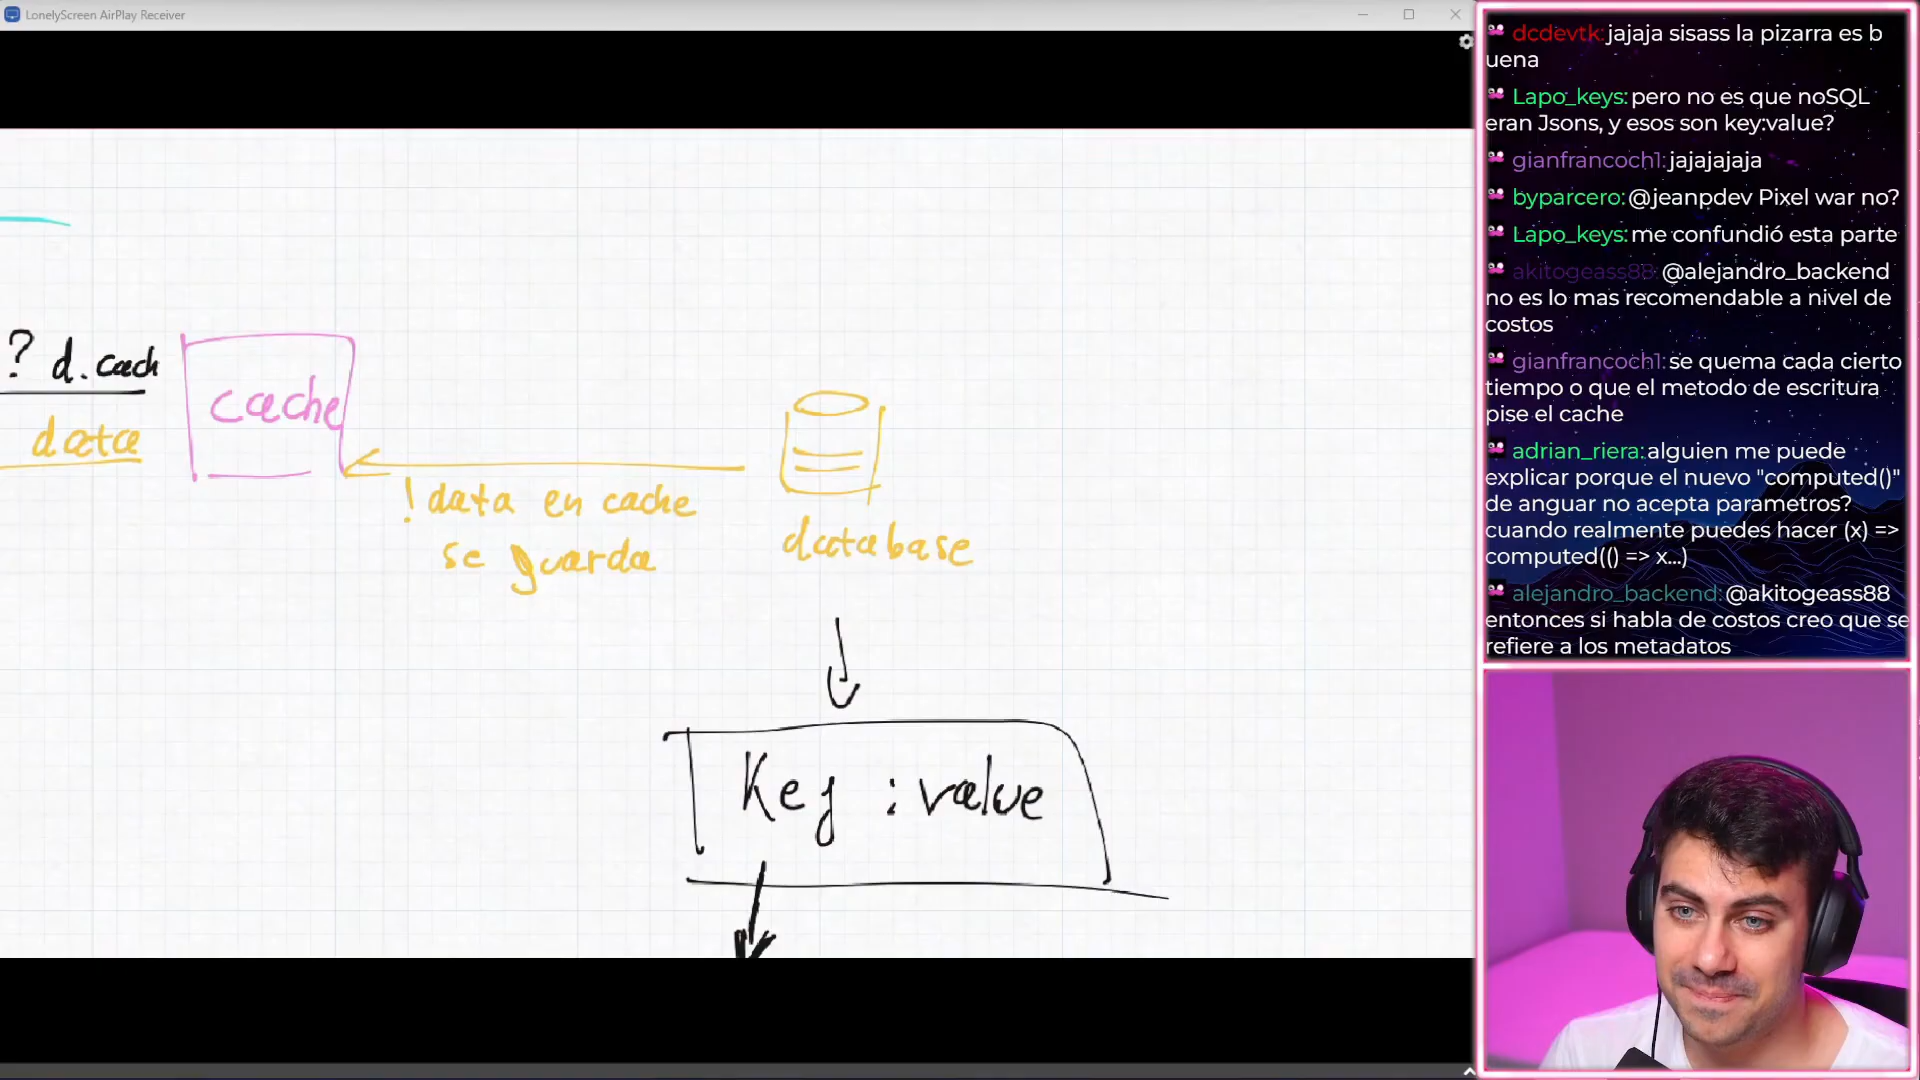 LonelyScreen AirPlay Receiver
? d.cach
data
cache
! data en cache
se guarda
database
Key : value
dcdevtk: jajaja sisass la pizarra es b
uena
Lapo_keys: pero no es que noSQL
eran Jsons, y esos son key:value?
gianfrancoch1: jajajajaja
byparcero: @jeanpdev Pixel war no?
Lapo_keys: me confundió esta parte
akitogeass88: @alejandro_backend
no es lo mas recomendable a nivel de
costos
gianfrancoch1: se quema cada cierto
tiempo o que el metodo de escritura
pise el cache
adrian_riera: alguien me puede
explicar porque el nuevo "computed()"
de anguar no acepta parametros?
cuando realmente puedes hacer (x) =>
computed(() => x...)
alejandro_backend: @akitogeass88
entonces si habla de costos creo que se
refiere a los metadatos